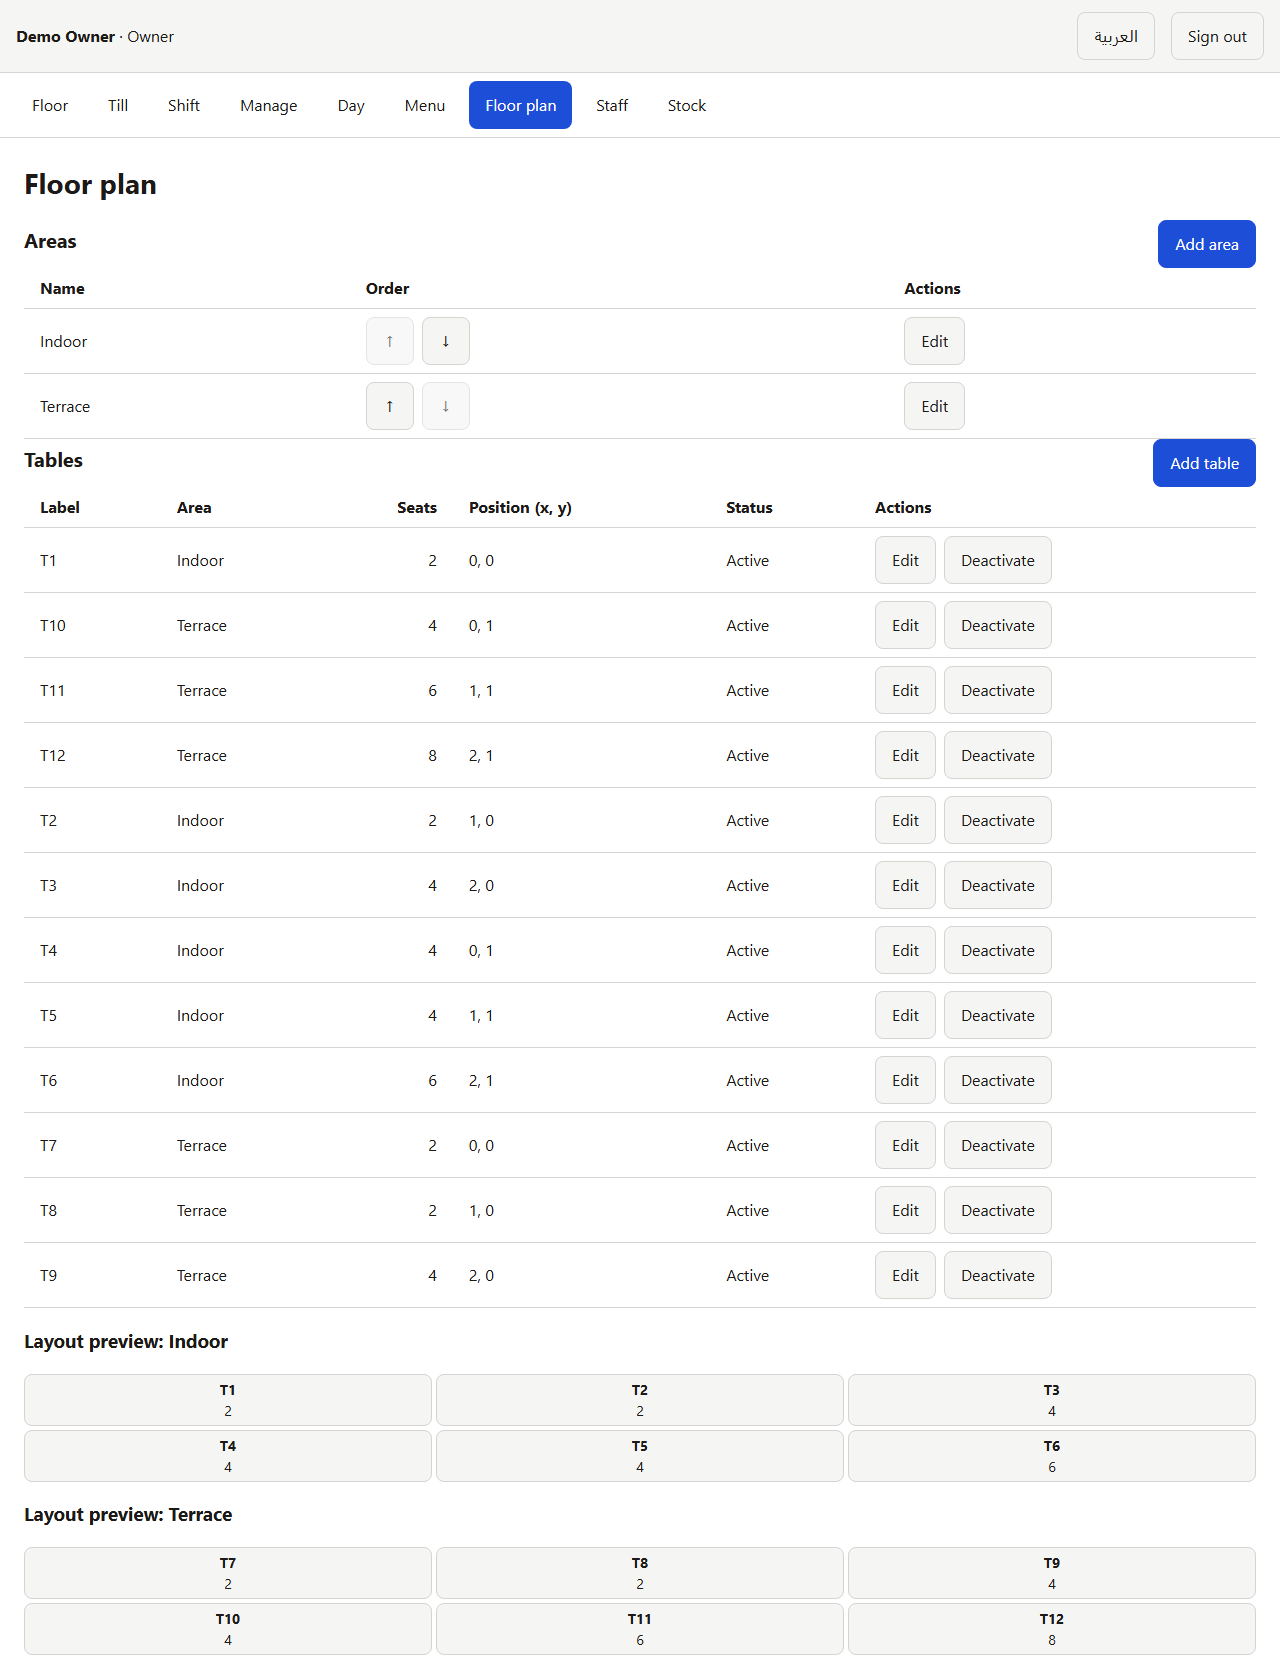 Demo Owner · Owner
العربية
Sign out
Floor
Till
Shift
Manage
Day
Menu
Floor plan
Staff
Stock
Floor plan
Areas
Add area
Name Order Actions
Indoor ↑ ↓ Edit
Terrace ↑ ↓ Edit
Tables
Add table
Label Area Seats Position (x, y) Status Actions
T1 Indoor 2 0, 0 Active Edit Deactivate
T10 Terrace 4 0, 1 Active Edit Deactivate
T11 Terrace 6 1, 1 Active Edit Deactivate
T12 Terrace 8 2, 1 Active Edit Deactivate
T2 Indoor 2 1, 0 Active Edit Deactivate
T3 Indoor 4 2, 0 Active Edit Deactivate
T4 Indoor 4 0, 1 Active Edit Deactivate
T5 Indoor 4 1, 1 Active Edit Deactivate
T6 Indoor 6 2, 1 Active Edit Deactivate
T7 Terrace 2 0, 0 Active Edit Deactivate
T8 Terrace 2 1, 0 Active Edit Deactivate
T9 Terrace 4 2, 0 Active Edit Deactivate
Layout preview: Indoor
T1 T2 T3
2 2 4
T4 T5 T6
4 4 6
Layout preview: Terrace
T7 T8 T9
2 2 4
T10 T11 T12
4 6 8